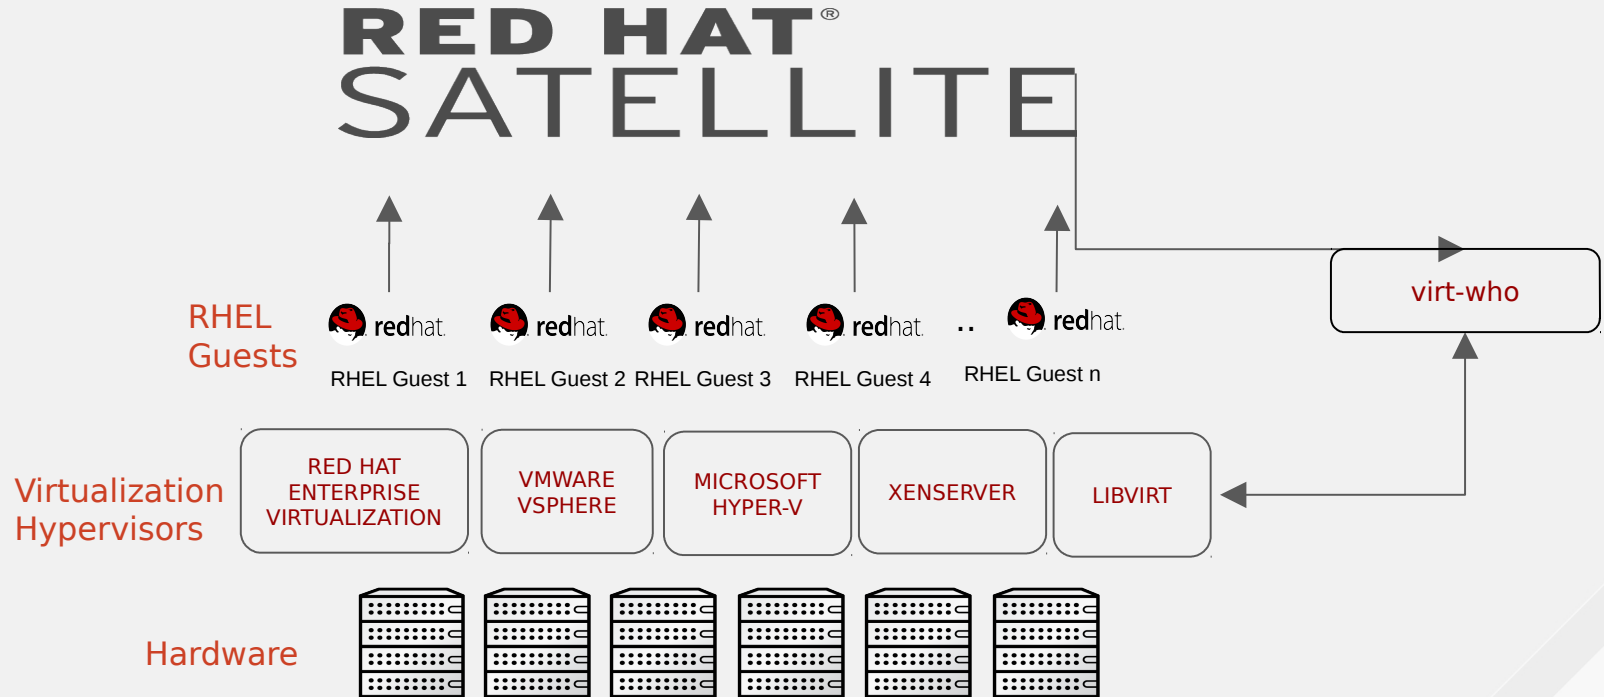 RED HAT®
SATELLITE
RHEL
Guests
redhat.
redhat.
redhat.
redhat.
..
redhat.
RHEL Guest 1
RHEL Guest 2
RHEL Guest 3
RHEL Guest 4
RHEL Guest n
virt-who
Virtualization
Hypervisors
RED HAT
ENTERPRISE
VIRTUALIZATION
VMWARE
VSPHERE
MICROSOFT
HYPER-V
XENSERVER
LIBVIRT
Hardware